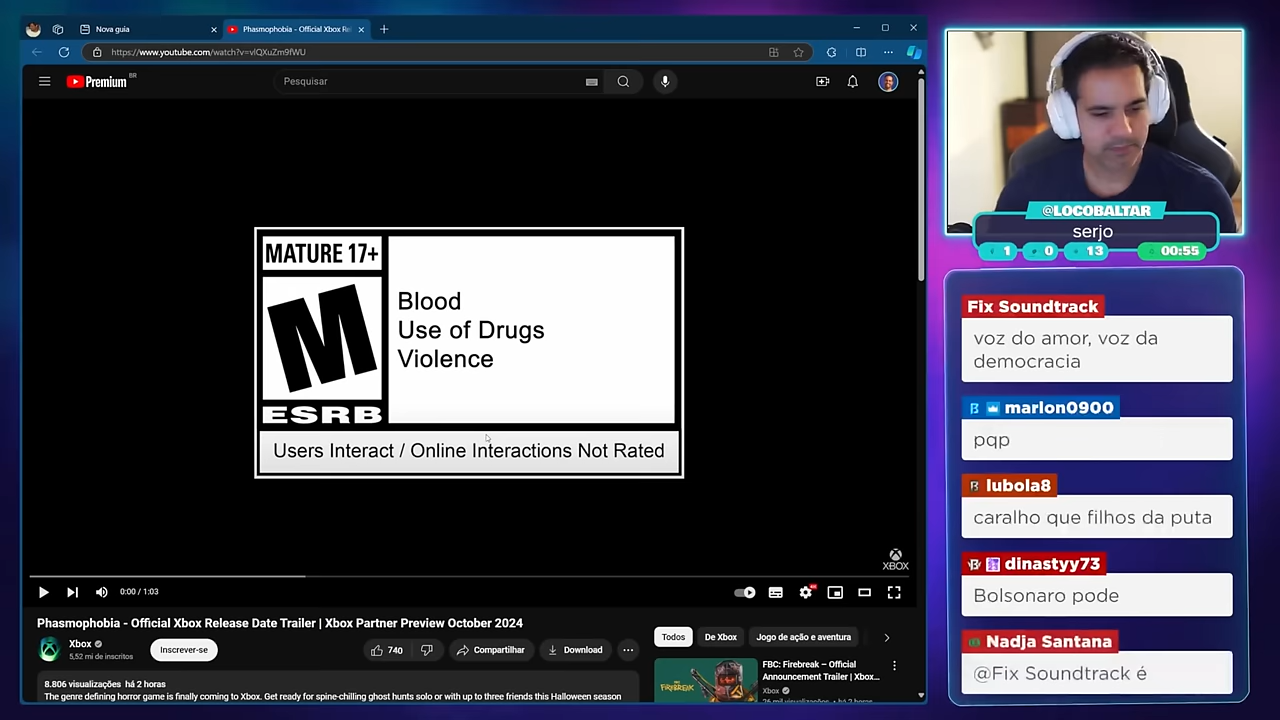 Nova guia
Phasmophobia - Official Xbox Rel
https://www.youtube.com/watch?v=vlQXuZm9fWU
Premium BR
Pesquisar
MATURE 17+
M
ESRB
Blood
Use of Drugs
Violence
Users Interact / Online Interactions Not Rated
XBOX
0:00 / 1:03
Phasmophobia - Official Xbox Release Date Trailer | Xbox Partner Preview October 2024
Xbox
5,52 mi de inscritos
Inscrever-se
740
Compartilhar
Download
8.806 visualizações há 2 horas
The genre defining horror game is finally coming to Xbox. Get ready for spine-chilling ghost hunts solo or with up to three friends this Halloween season
Todos
De Xbox
Jogo de ação e aventura
FIREBREAK
FBC: Firebreak – Official
Announcement Trailer | Xbox...
Xbox
@LOCOBALTAR
serjo
1
0
13
00:55
Fix Soundtrack
voz do amor, voz da
democracia
marlon0900
pqp
lubola8
caralho que filhos da puta
dinastyy73
Bolsonaro pode
Nadja Santana
@Fix Soundtrack é